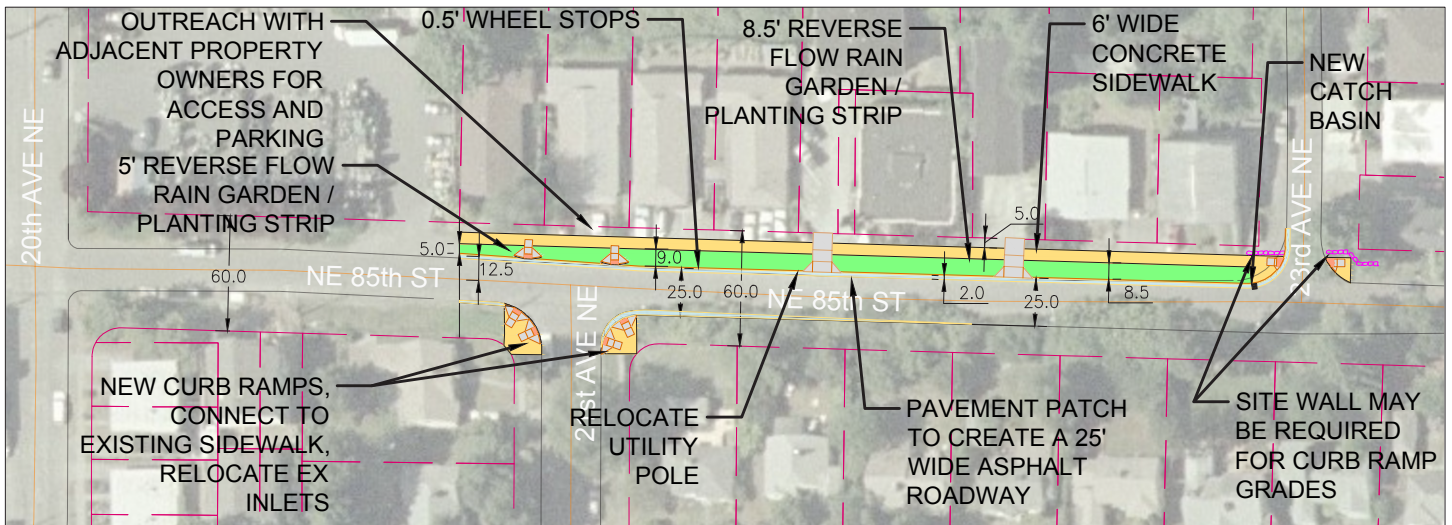 OUTREACH WITH
ADJACENT PROPERTY
OWNERS FOR
ACCESS AND
PARKING
0.5' WHEEL STOPS
8.5' REVERSE
FLOW RAIN
GARDEN /
PLANTING STRIP
6' WIDE
CONCRETE
SIDEWALK
NEW
CATCH
BASIN
5' REVERSE FLOW
RAIN GARDEN /
PLANTING STRIP
20th AVE NE
23rd AVE NE
5.0
5.0
12.5
9.0
60.0
NE 85th ST
25.0
60.0
NE 85th ST
2.0
25.0
8.5
21st AVE NE
NEW CURB RAMPS,
CONNECT TO
EXISTING SIDEWALK,
RELOCATE EX
INLETS
RELOCATE
UTILITY
POLE
PAVEMENT PATCH
TO CREATE A 25'
WIDE ASPHALT
ROADWAY
SITE WALL MAY
BE REQUIRED
FOR CURB RAMP
GRADES